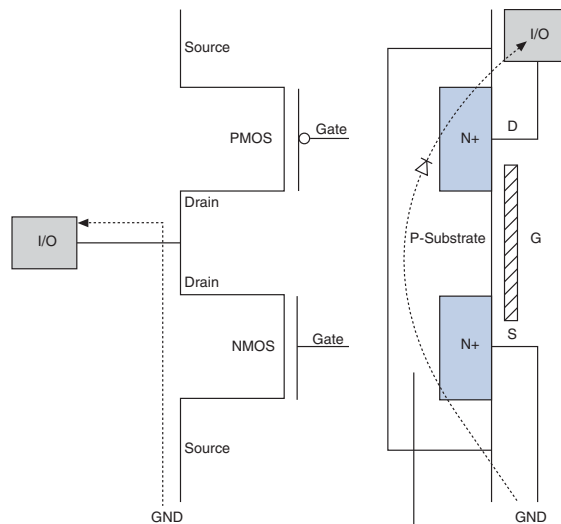 Source
PMOS
Gate
Drain
I/O
Drain
NMOS
Gate
Source
GND
I/O
N+
D
P-Substrate
G
S
N+
GND